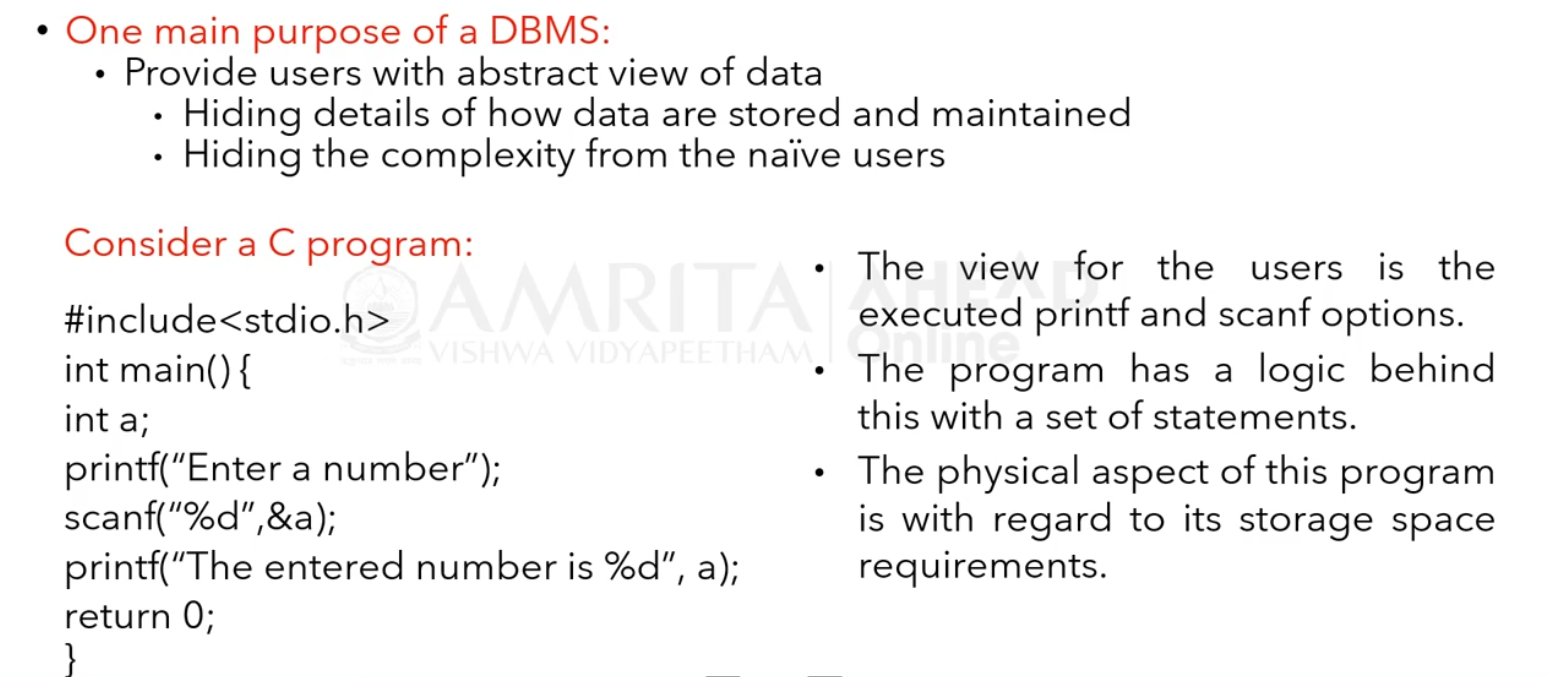 • One main purpose of a DBMS:
• Provide users with abstract view of data
• Hiding details of how data are stored and maintained
• Hiding the complexity from the naïve users
Consider a C program:
#include<stdio.h>
int main(){
int a;
printf(“Enter a number”);
scanf(“%d”,&a);
printf(“The entered number is %d”, a);
return 0;
}
• The view for the users is the
executed printf and scanf options.
• The program has a logic behind
this with a set of statements.
• The physical aspect of this program
is with regard to its storage space
requirements.
AMRITA
VISHWA VIDYAPEETHAM
AHEAD
Online